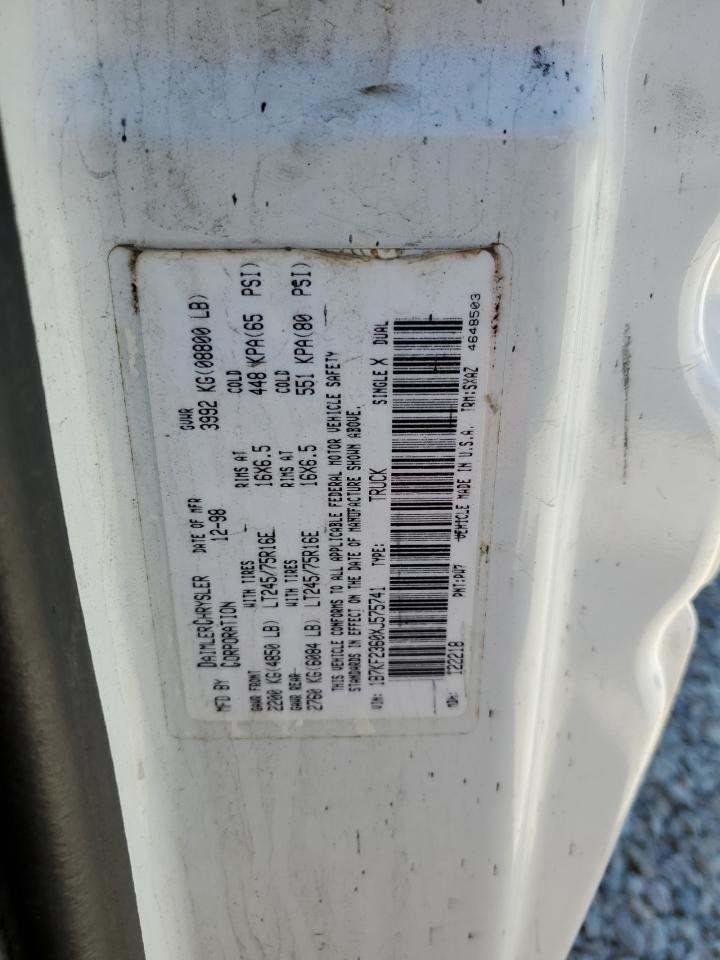 MFD BY DAIMLERCHRYSLER CORPORATION DATE OF MFR 12-98 GVWR 3992 KG(08800 LB)
GAWR FRONT WITH TIRES RIMS AT COLD
2200 KG(4850 LB) LT245/75R16E 16X6.5 448 KPA(65 PSI)
GAWR REAR WITH TIRES RIMS AT COLD
2760 KG(6084 LB) LT245/75R16E 16X6.5 551 KPA(80 PSI)
THIS VEHICLE CONFORMS TO ALL APPLICABLE FEDERAL MOTOR VEHICLE SAFETY
STANDARDS IN EFFECT ON THE DATE OF MANUFACTURE SHOWN ABOVE.
VIN: 1B7KF2360XJ575741 TYPE: TRUCK SINGLE X DUAL
MDH: 122218 PNT:PW7 VEHICLE MADE IN U.S.A. TRM:SXAZ 4648503